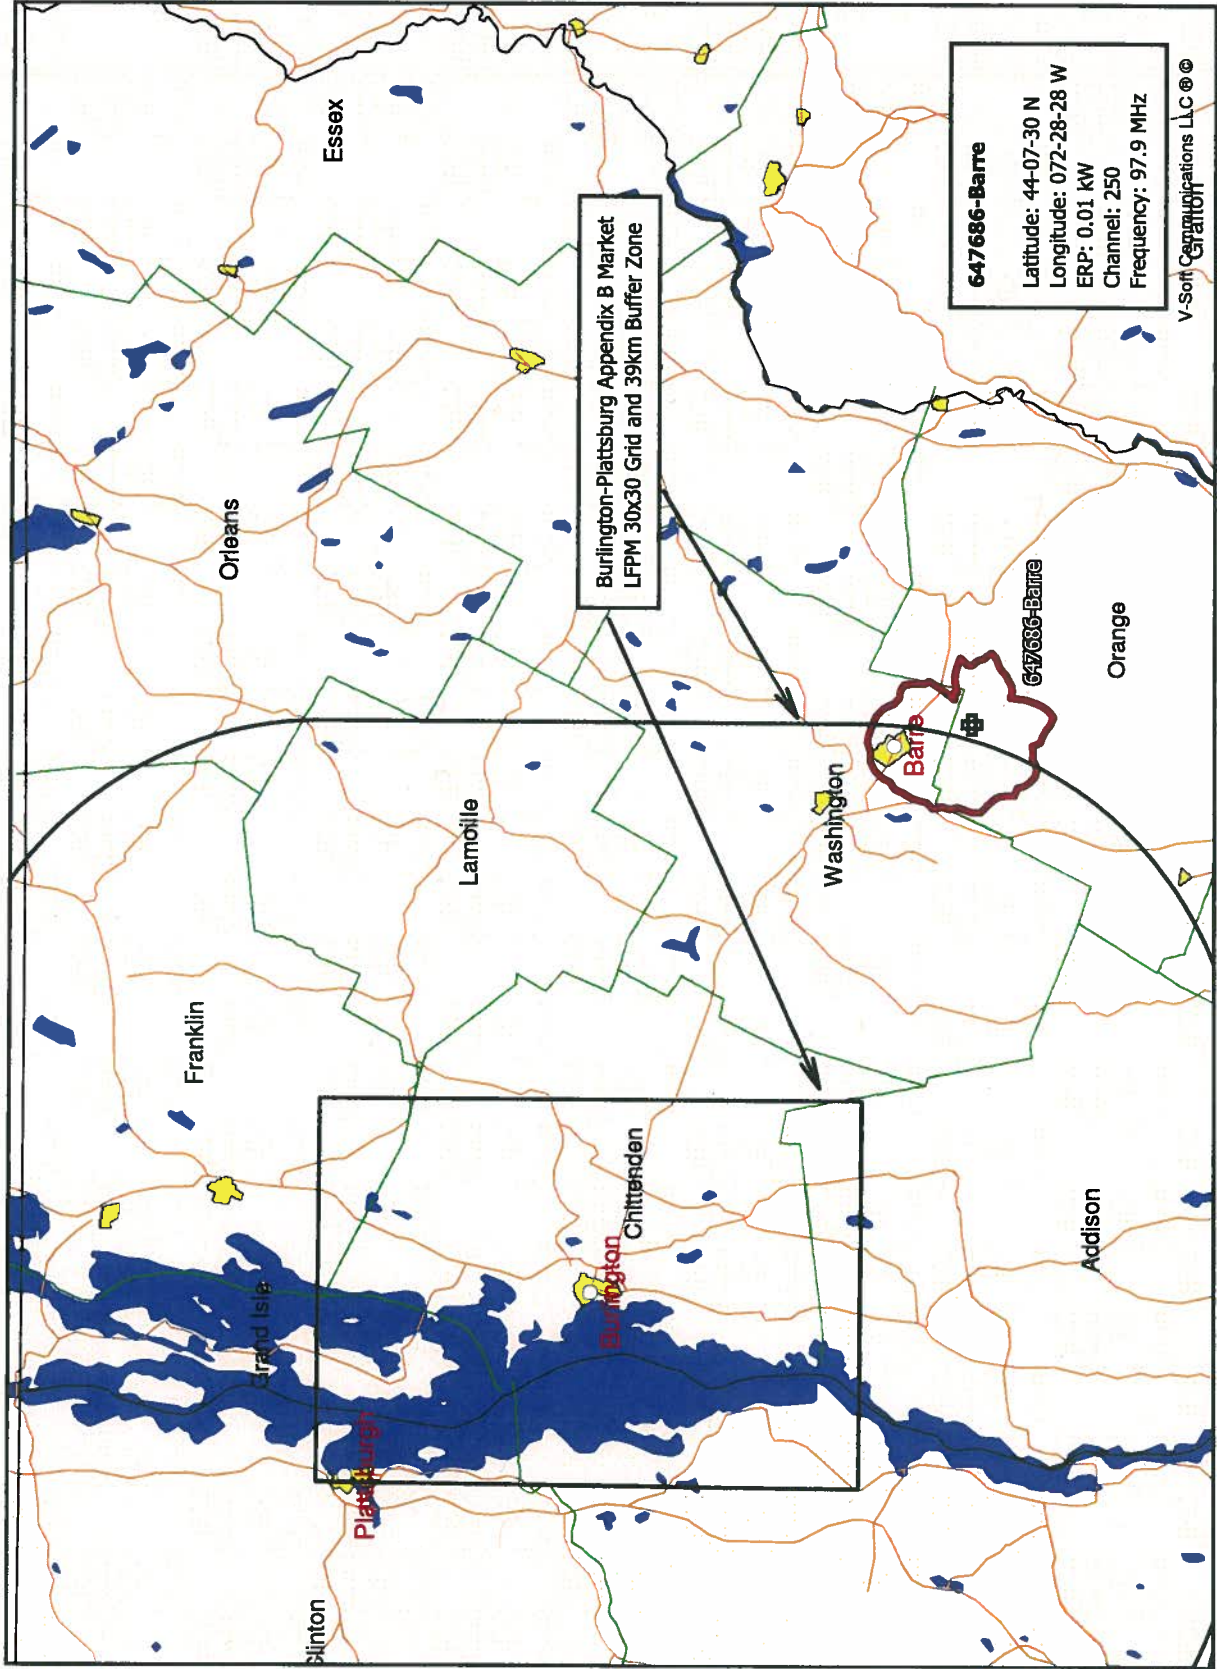 Essex
Orleans
Franklin
Lamoille
Grand Isle
Clinton
Plattsburgh
Burlington
Chittenden
Washington
Barre
Addison
Orange
647686-Barre
Burlington-Plattsburg Appendix B Market
LFPM 30x30 Grid and 39km Buffer Zone
647686-Barre
Latitude: 44-07-30 N
Longitude: 072-28-28 W
ERP: 0.01 kW
Channel: 250
Frequency: 97.9 MHz
V-Soft Communications LLC ® ©
Grafton